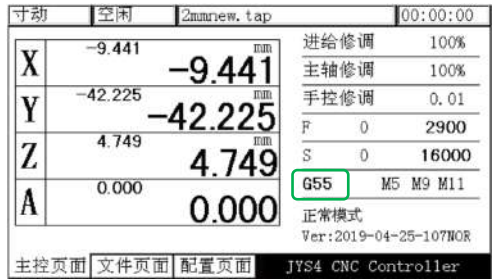 寸动 空闲 2mmnew.tap 00:00:00
X -9.441 mm -9.441
Y -42.225 mm -42.225
Z 4.749 mm 4.749
A 0.000 0.000
进给修调 100%
主轴修调 100%
手控修调 0.01
F 0 2900
S 0 16000
G55 M5 M9 M11
正常模式
Ver:2019-04-25-107NOR
主控页面 文件页面 配置页面 JYS4 CNC Controller